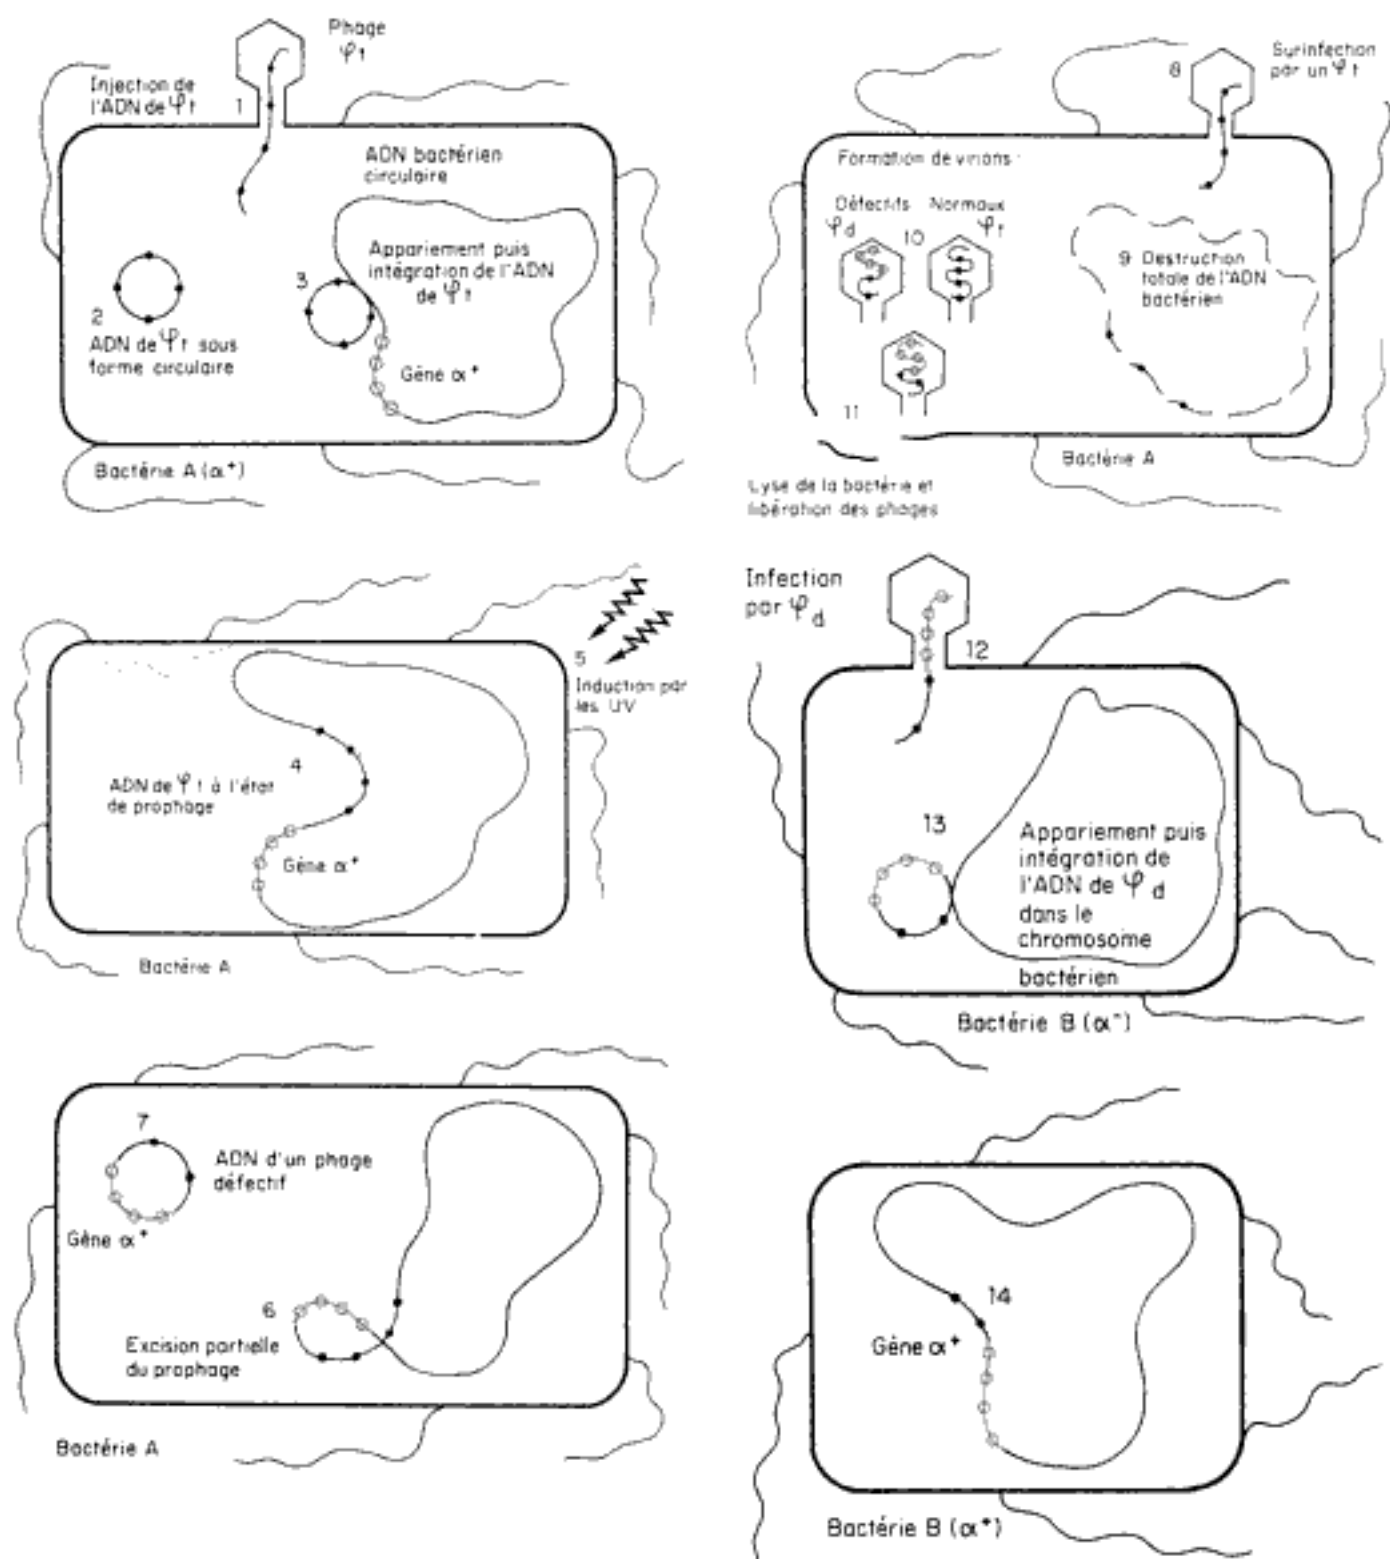 Phage
φt
Injection de
l'ADN de φt
1
ADN bactérien
circulaire
Appariement puis
intégration de l'ADN
de φt
3
2
ADN de φt sous
forme circulaire
Gène α+
Bactérie A (α+)
5
Induction par
les UV
4
ADN de φt à l'état
de prophage
Gène α+
Bactérie A
7
ADN d'un phage
défectif
Gène α+
6
Excision partielle
du prophage
Bactérie A
8
Surinfection
par un φt
Formation de virions :
Défectifs Normaux
φd 10 φt
9 Destruction
totale de l'ADN
bactérien
11
Bactérie A
Lyse de la bactérie et
libération des phages
Infection
par φd
12
13
Appariement puis
intégration de
l'ADN de φd
dans le
chromosome
bactérien
Bactérie B (α-)
14
Gène α+
Bactérie B (α+)